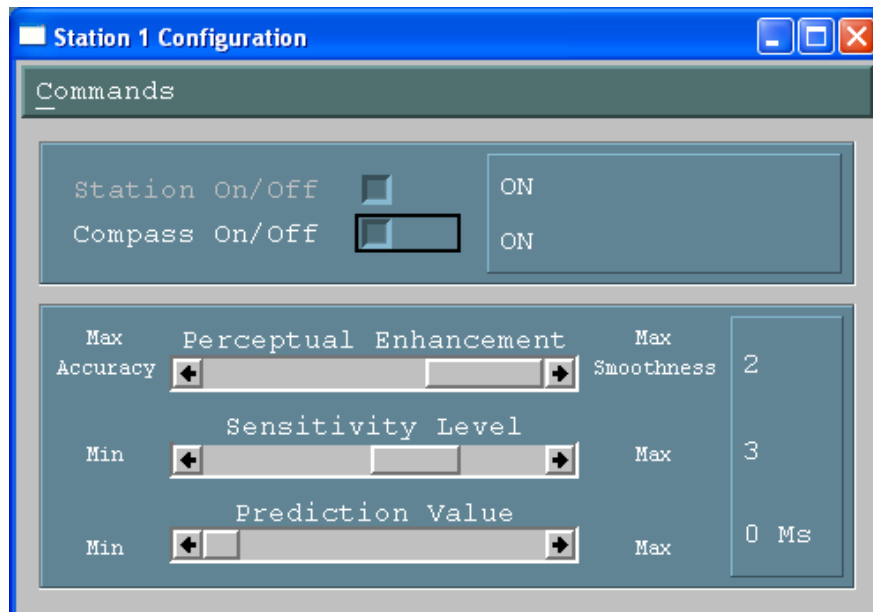 Station 1 Configuration
Commands
Station On/Off ON
Compass On/Off ON
Max Perceptual Enhancement Max
Accuracy Smoothness 2
Sensitivity Level
Min Max 3
Prediction Value
Min Max 0 Ms